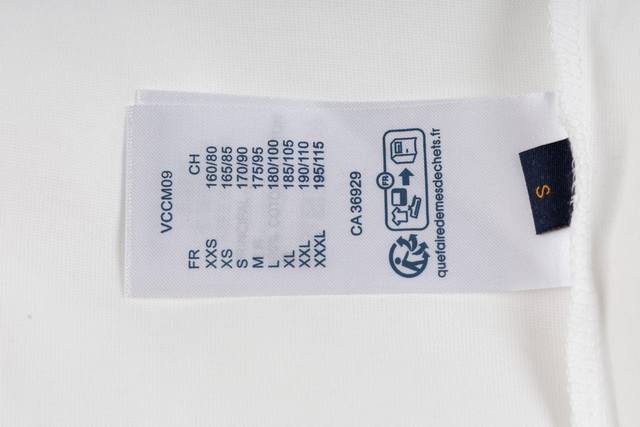 VCCM09
FR CH
XXS 160/80
XS 165/85
S 170/90
M 175/95
L 180/100
XL 185/105
XXL 190/110
XXXL 195/115
CA 36929
FR
quefairedemesdechets.fr
S